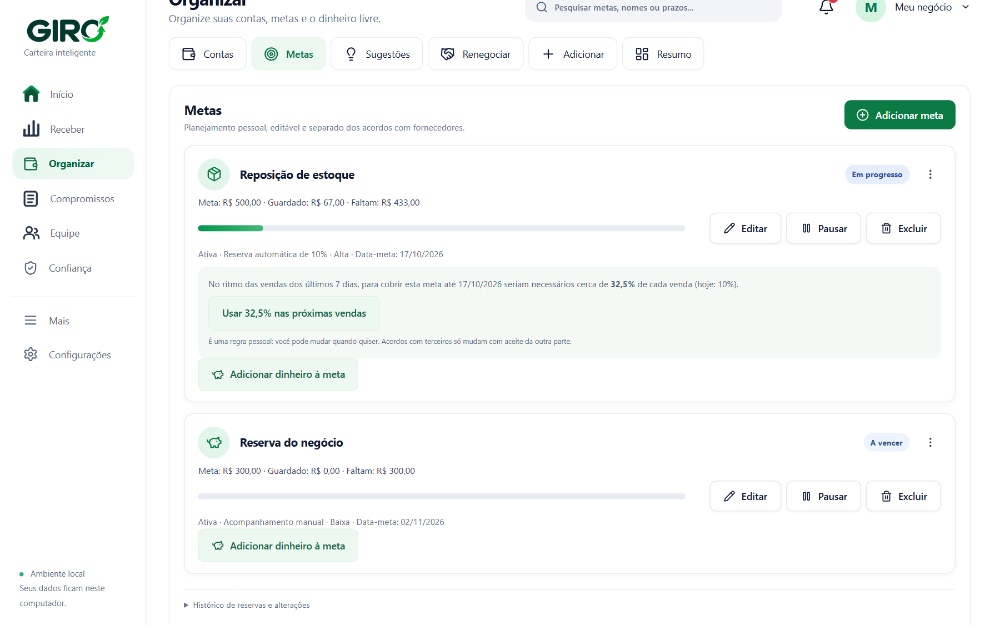 GIRO
Carteira inteligente
Início
Receber
Organizar
Compromissos
Equipe
Confiança
Mais
Configurações
Ambiente local
Seus dados ficam neste
computador.
Organizar
Organize suas contas, metas e o dinheiro livre.
Pesquisar metas, nomes ou prazos...
M
Meu negócio
Contas
Metas
Sugestões
Renegociar
Adicionar
Resumo
Metas
Planejamento pessoal, editável e separado dos acordos com fornecedores.
Adicionar meta
Reposição de estoque
Em progresso
Meta: R$ 500,00 · Guardado: R$ 67,00 · Faltam: R$ 433,00
Editar
Pausar
Excluir
Ativa · Reserva automática de 10% · Alta · Data-meta: 17/10/2026
No ritmo das vendas dos últimos 7 dias, para cobrir esta meta até 17/10/2026 seriam necessários cerca de 32,5% de cada venda (hoje: 10%).
Usar 32,5% nas próximas vendas
É uma regra pessoal: você pode mudar quando quiser. Acordos com terceiros só mudam com aceite da outra parte.
Adicionar dinheiro à meta
Reserva do negócio
A vencer
Meta: R$ 300,00 · Guardado: R$ 0,00 · Faltam: R$ 300,00
Editar
Pausar
Excluir
Ativa · Acompanhamento manual · Baixa · Data-meta: 02/11/2026
Adicionar dinheiro à meta
Histórico de reservas e alterações